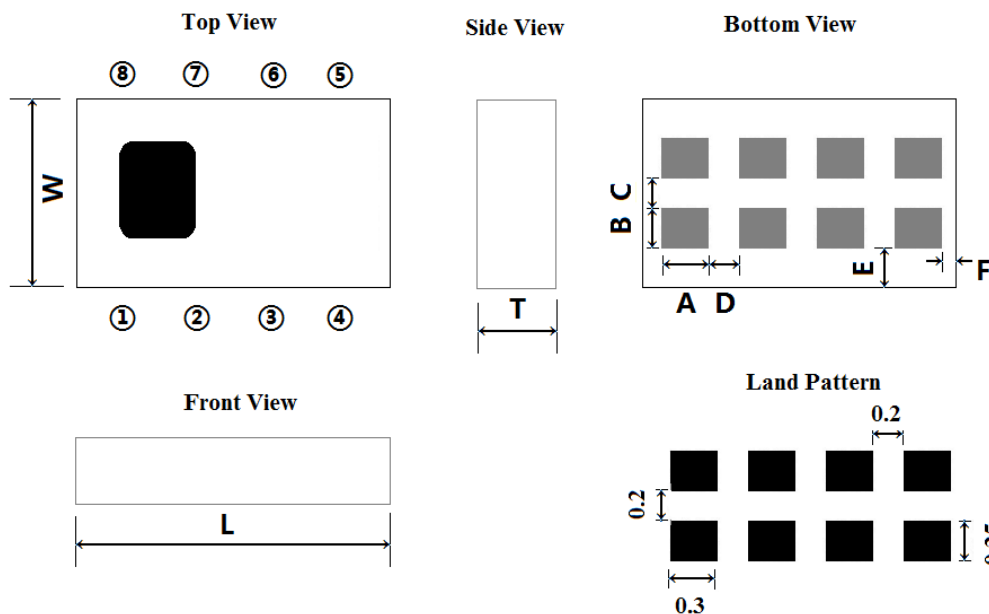 Top View
Side View
Bottom View
⑧ ⑦ ⑥ ⑤
W
C
B
E
F
A D
① ② ③ ④
T
Land Pattern
Front View
0.2
0.2
L
0.3